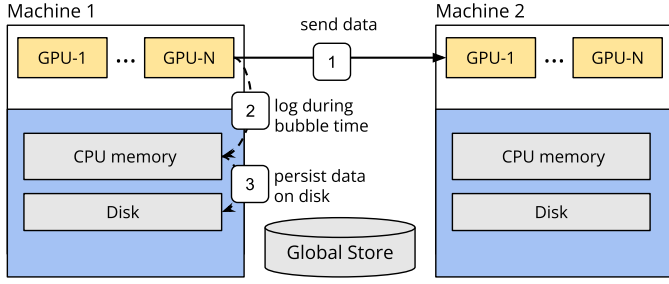 Machine 1
Machine 2
send data
GPU-1 ... GPU-N
1
GPU-1 ... GPU-N
2
log during
bubble time
CPU memory
CPU memory
3
persist data
on disk
Disk
Disk
Global Store